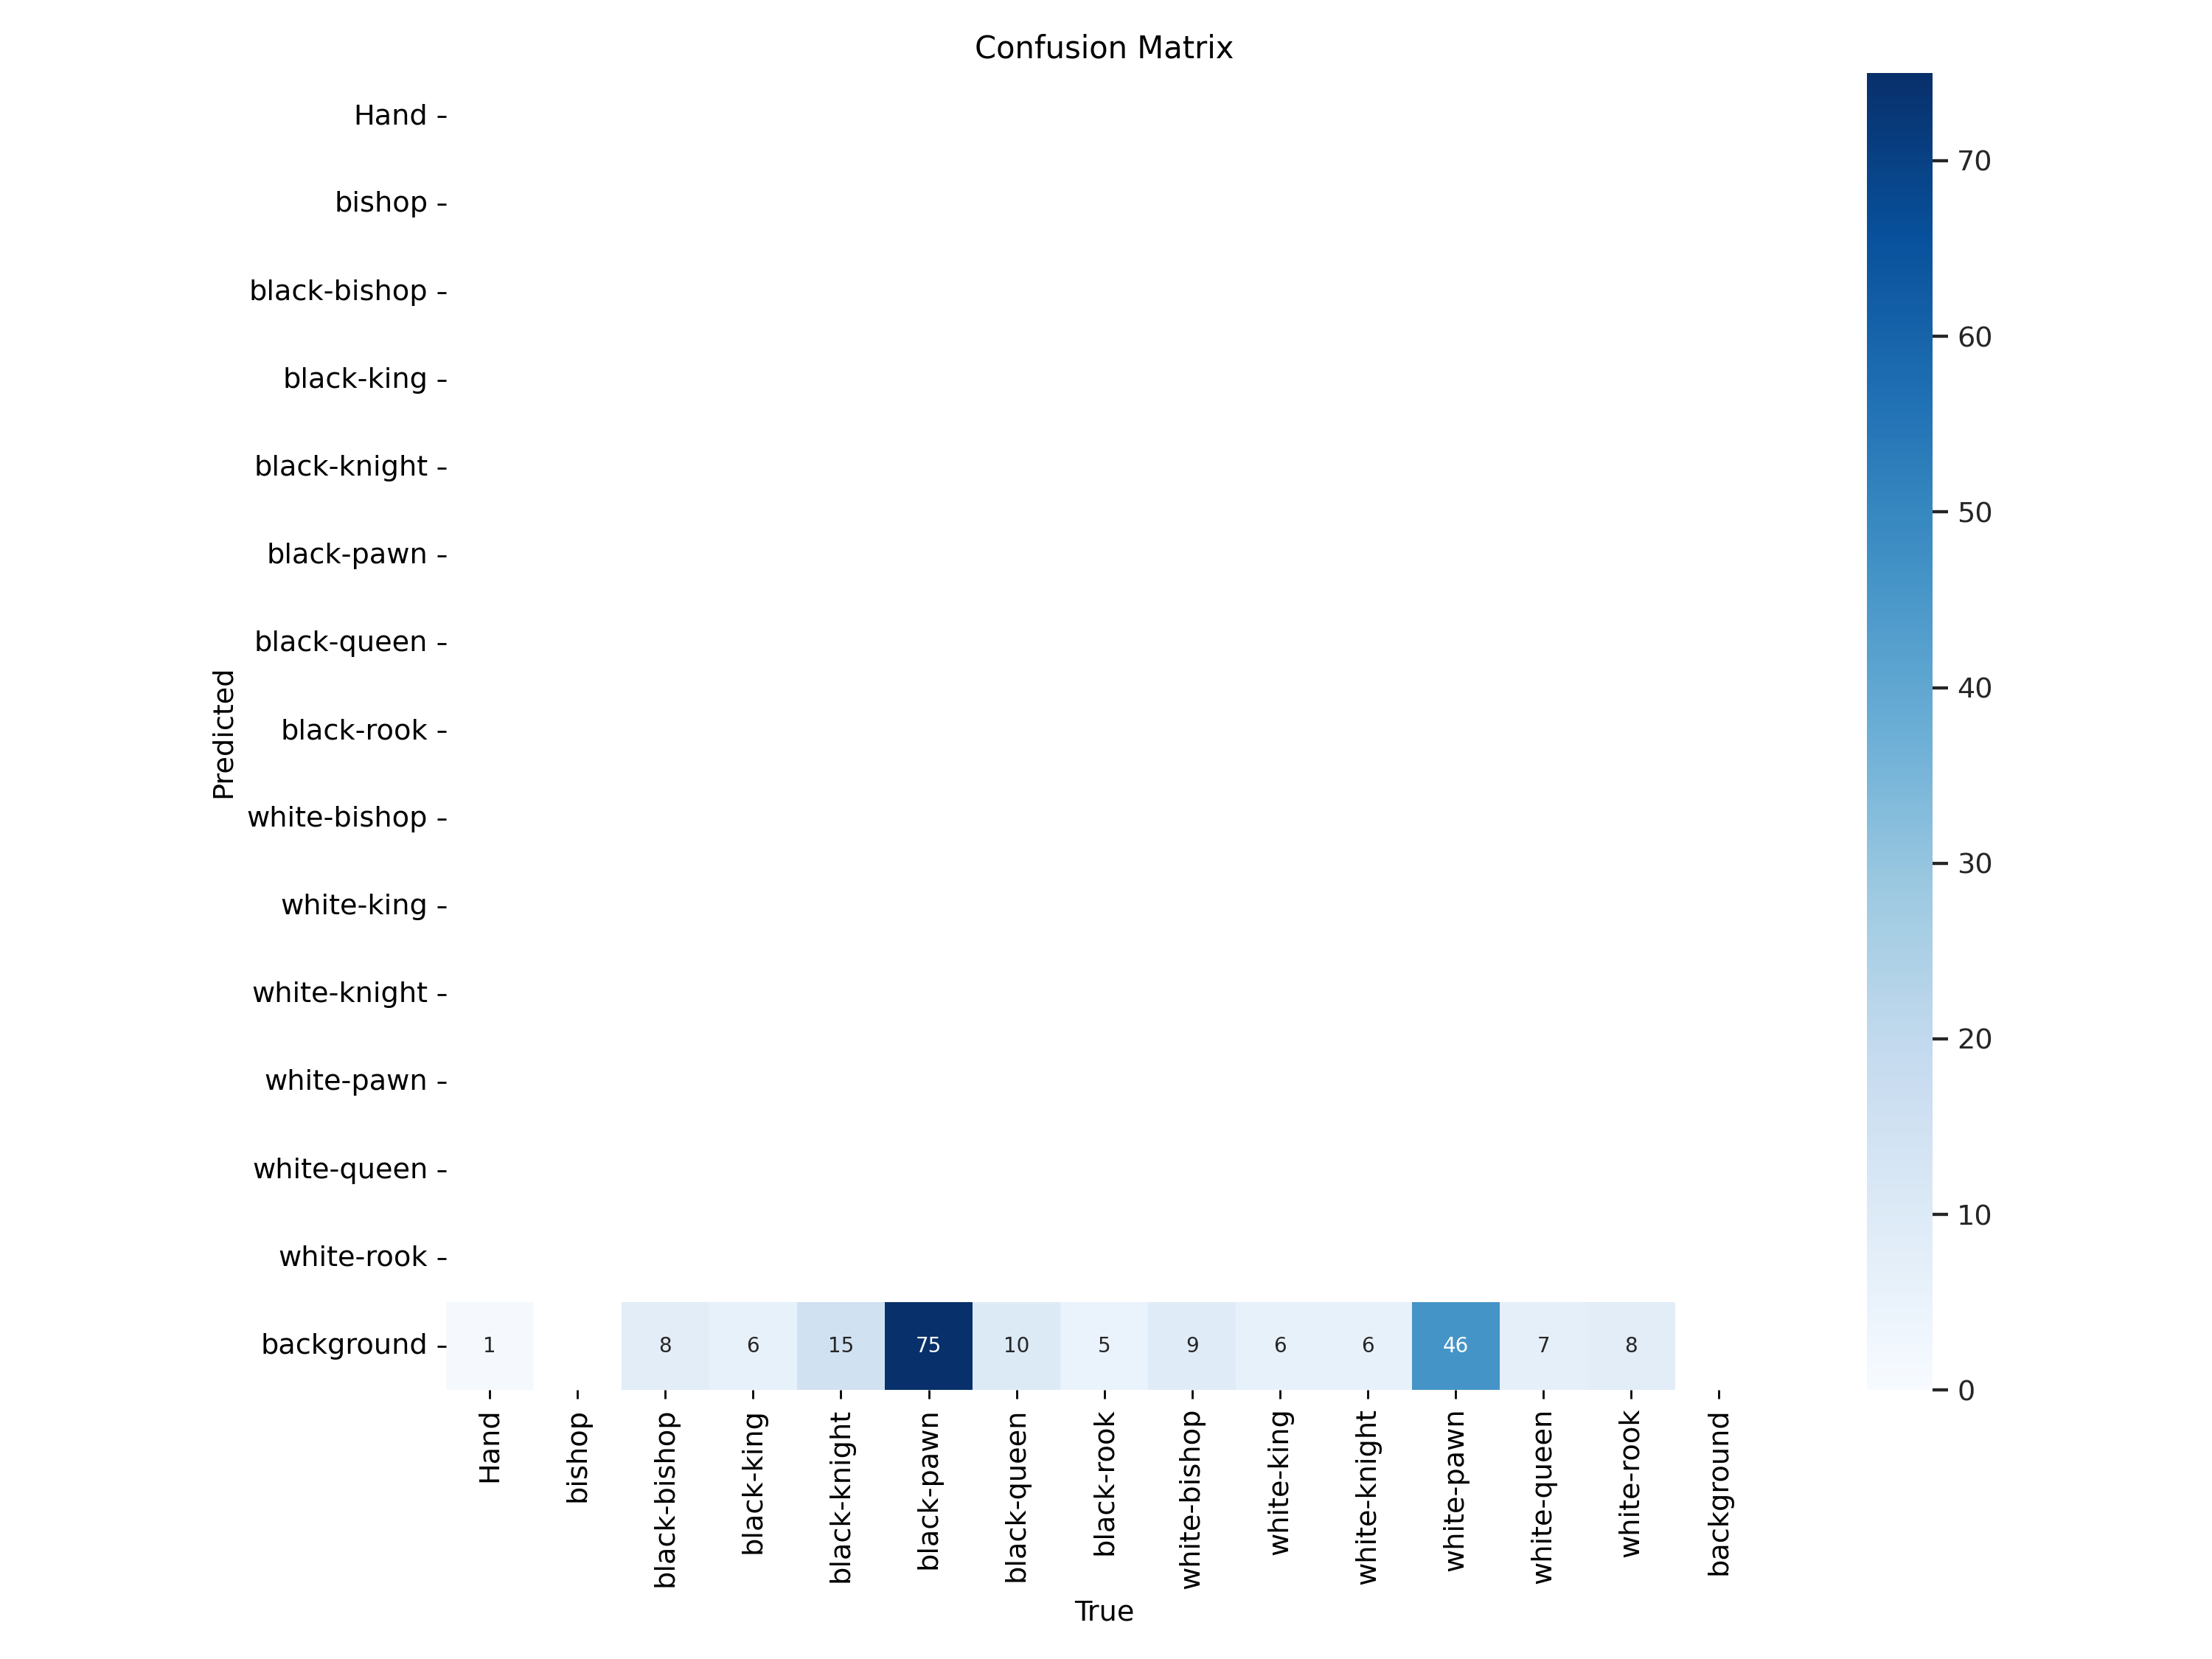 Confusion Matrix
Hand
bishop
black-bishop
black-king
black-knight
black-pawn
black-queen
black-rook
white-bishop
white-king
white-knight
white-pawn
white-queen
white-rook
background
Predicted
1 8 6 15 75 10 5 9 6 6 46 7 8
Hand bishop black-bishop black-king black-knight black-pawn black-queen black-rook white-bishop white-king white-knight white-pawn white-queen white-rook background
True
70
60
50
40
30
20
10
0